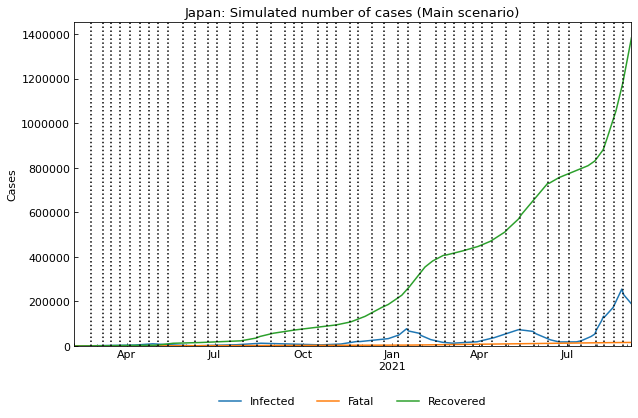 Japan: Simulated number of cases (Main scenario)
1400000
1200000
1000000
800000
600000
400000
200000
0
Cases
Apr Jul Oct Jan Apr Jul
2021
Infected Fatal Recovered